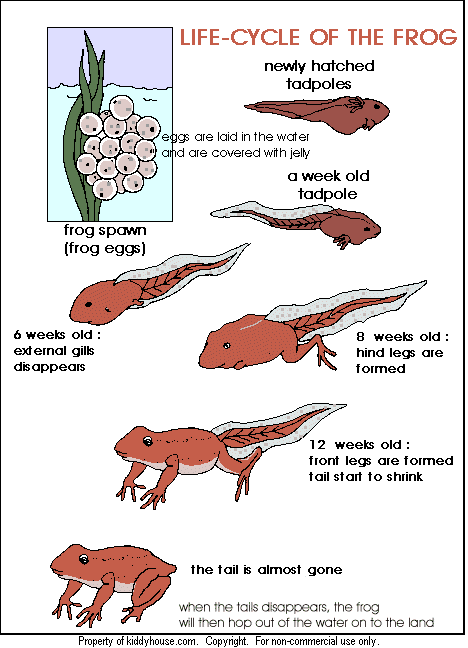 LIFE-CYCLE OF THE FROG
newly hatched
tadpoles
eggs are laid in the water
and are covered with jelly
a week old
tadpole
frog spawn
(frog eggs)
6 weeks old :
external gills
disappears
8 weeks old :
hind legs are
formed
12 weeks old :
front legs are formed
tail start to shrink
the tail is almost gone
when the tails disappears, the frog
will then hop out of the water on to the land
Property of kiddyhouse.com. Copyright. For non-commercial use only.